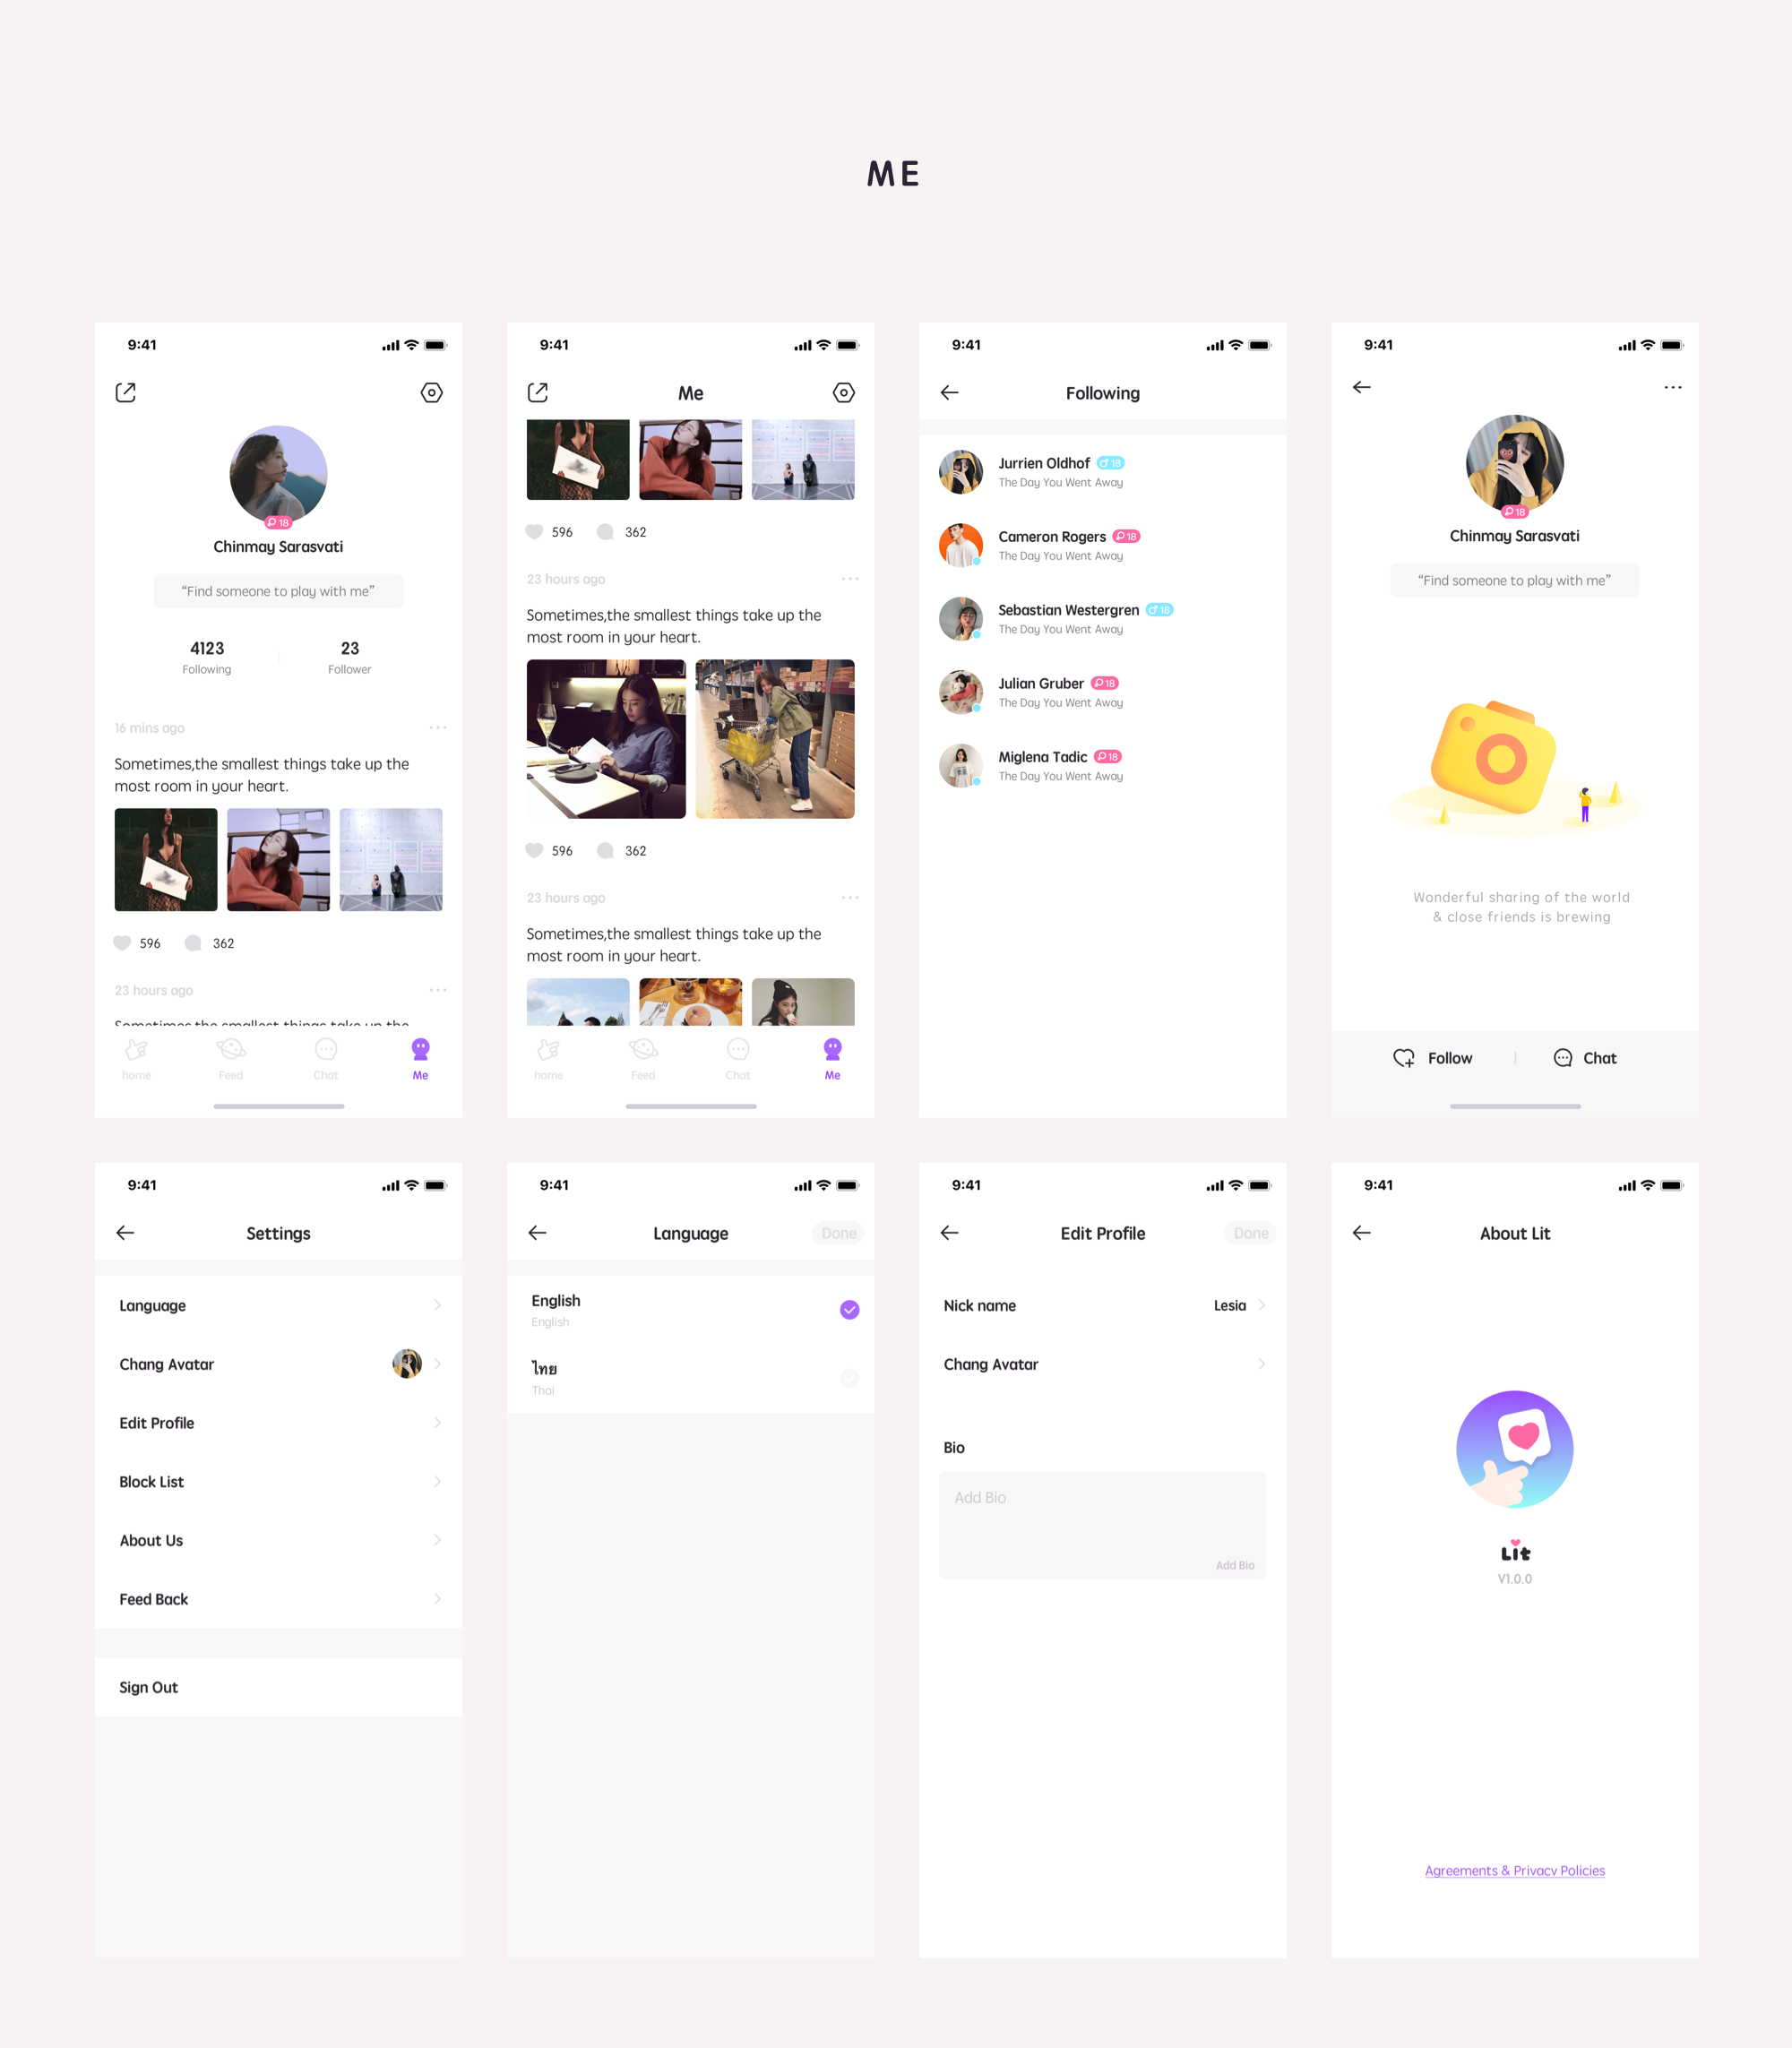 ME
9:41
18
Chinmay Sarasvati
“Find someone to play with me”
4123
Following
23
Follower
16 mins ago
Sometimes,the smallest things take up the
most room in your heart.
596
362
23 hours ago
Sometimes,the smallest things take up the
home
Feed
Chat
Me
9:41
Me
596
362
23 hours ago
Sometimes,the smallest things take up the
most room in your heart.
596
362
23 hours ago
Sometimes,the smallest things take up the
most room in your heart.
home
Feed
Chat
Me
9:41
Following
Jurrien Oldhof 18
The Day You Went Away
Cameron Rogers 18
The Day You Went Away
Sebastian Westergren 18
The Day You Went Away
Julian Gruber 18
The Day You Went Away
Miglena Tadic 18
The Day You Went Away
9:41
18
Chinmay Sarasvati
“Find someone to play with me”
Wonderful sharing of the world
& close friends is brewing
Follow
Chat
9:41
Settings
Language
Chang Avatar
Edit Profile
Block List
About Us
Feed Back
Sign Out
9:41
Language
Done
English
English
ไทย
Thai
9:41
Edit Profile
Done
Nick name
Lesia
Chang Avatar
Bio
Add Bio
Add Bio
9:41
About Lit
Lit
V1.0.0
Agreements & Privacy Policies